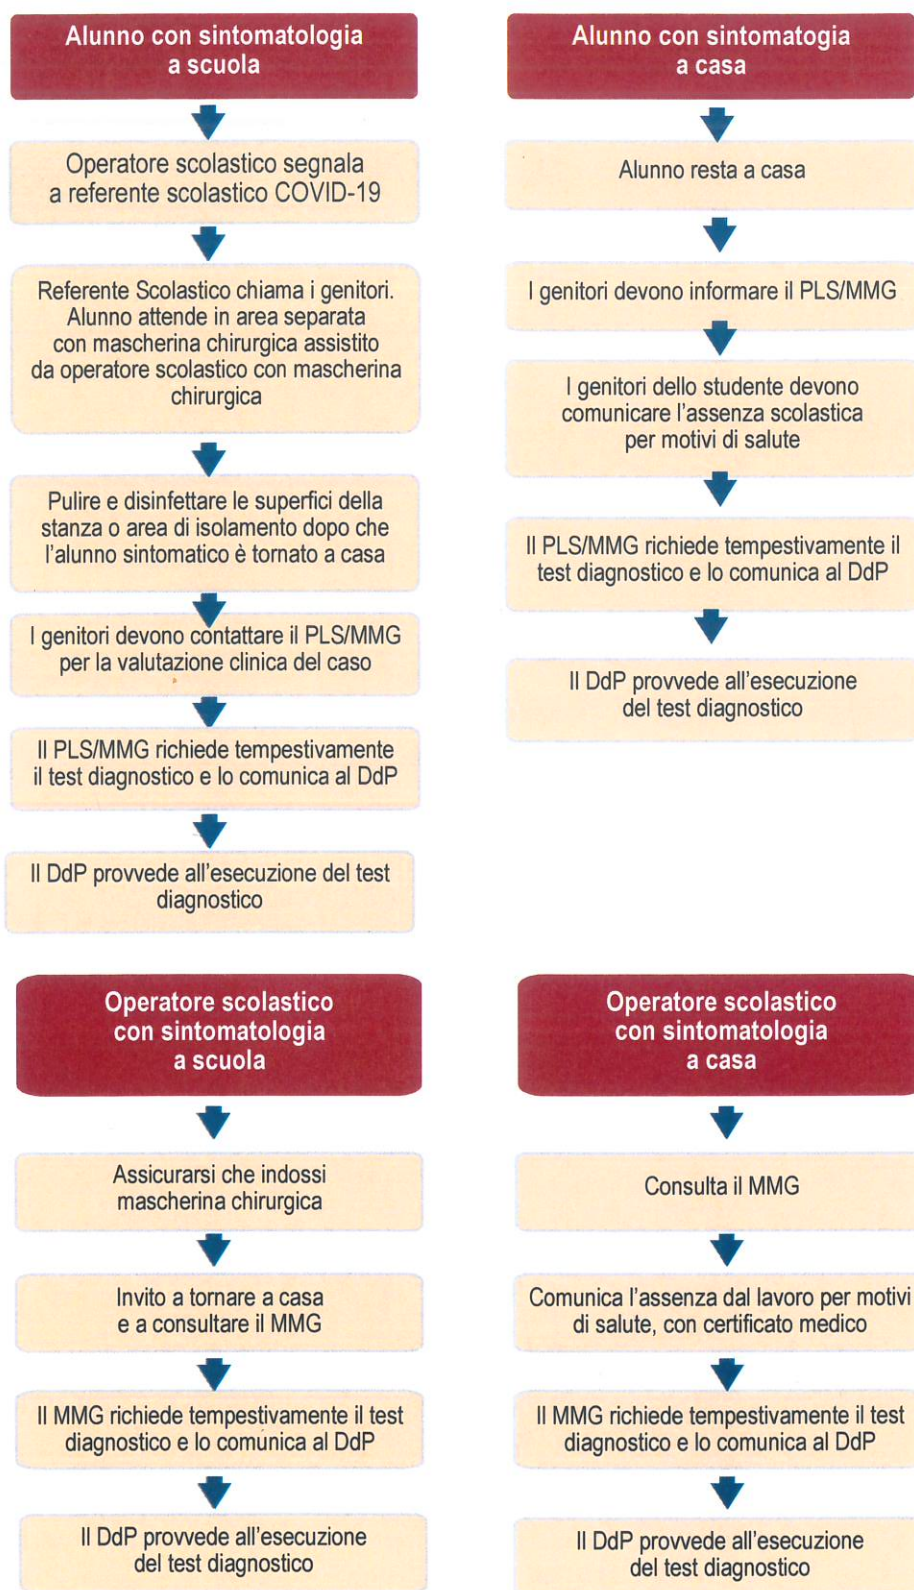 Alunno con sintomatologia
a scuola
Operatore scolastico segnala
a referente scolastico COVID-19
Referente Scolastico chiama i genitori.
Alunno attende in area separata
con mascherina chirurgica assistito
da operatore scolastico con mascherina
chirurgica
Pulire e disinfettare le superfici della
stanza o area di isolamento dopo che
l'alunno sintomatico è tornato a casa
I genitori devono contattare il PLS/MMG
per la valutazione clinica del caso
Il PLS/MMG richiede tempestivamente
il test diagnostico e lo comunica al DdP
Il DdP provvede all'esecuzione del test
diagnostico
Alunno con sintomatogia
a casa
Alunno resta a casa
I genitori devono informare il PLS/MMG
I genitori dello studente devono
comunicare l'assenza scolastica
per motivi di salute
Il PLS/MMG richiede tempestivamente il
test diagnostico e lo comunica al DdP
Il DdP provvede all'esecuzione
del test diagnostico
Operatore scolastico
con sintomatologia
a scuola
Assicurarsi che indossi
mascherina chirurgica
Invito a tornare a casa
e a consultare il MMG
Il MMG richiede tempestivamente il test
diagnostico e lo comunica al DdP
Il DdP provvede all'esecuzione
del test diagnostico
Operatore scolastico
con sintomatologia
a casa
Consulta il MMG
Comunica l'assenza dal lavoro per motivi
di salute, con certificato medico
Il MMG richiede tempestivamente il test
diagnostico e lo comunica al DdP
Il DdP provvede all'esecuzione
del test diagnostico